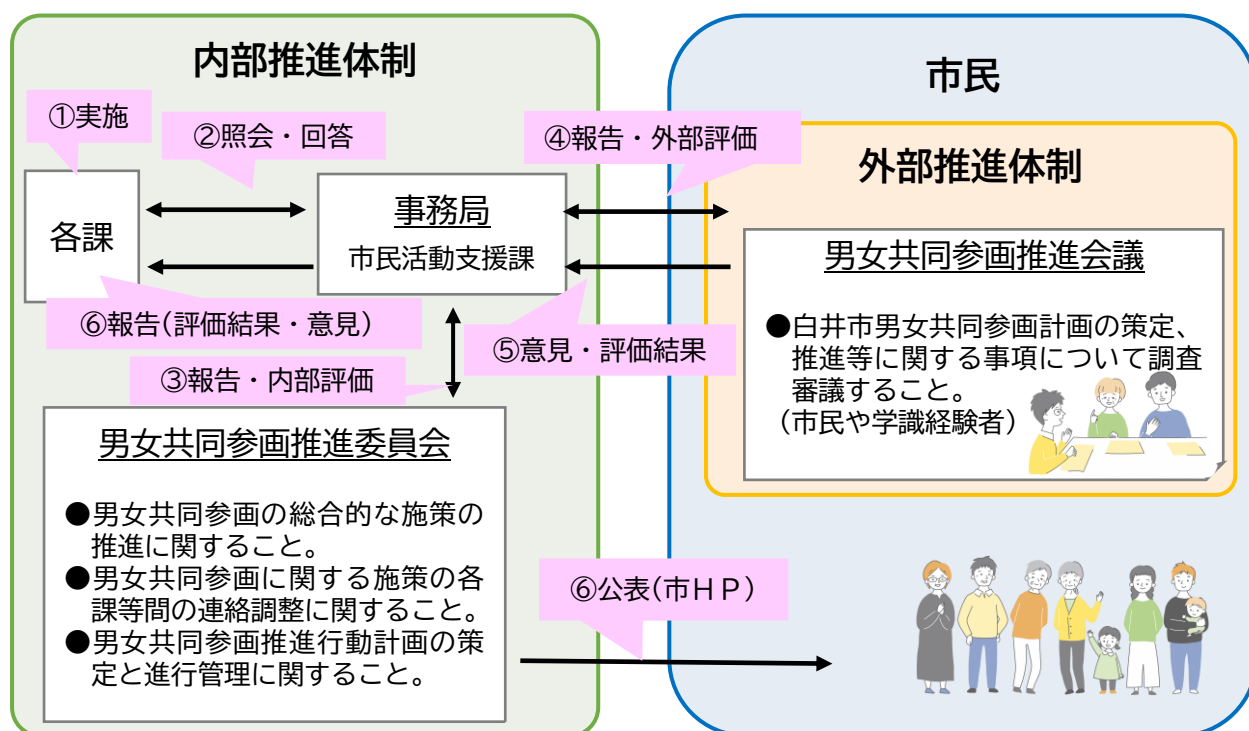 内部推進体制
①実施
②照会・回答
各課
事務局
市民活動支援課
⑥報告(評価結果・意見)
③報告・内部評価
男女共同参画推進委員会
●男女共同参画の総合的な施策の
推進に関すること。
●男女共同参画に関する施策の各
課等間の連絡調整に関すること。
●男女共同参画推進行動計画の策
定と進行管理に関すること。
④報告・外部評価
⑤意見・評価結果
⑥公表(市ＨＰ)
市民
外部推進体制
男女共同参画推進会議
●白井市男女共同参画計画の策定、
推進等に関する事項について調査
審議すること。
(市民や学識経験者)